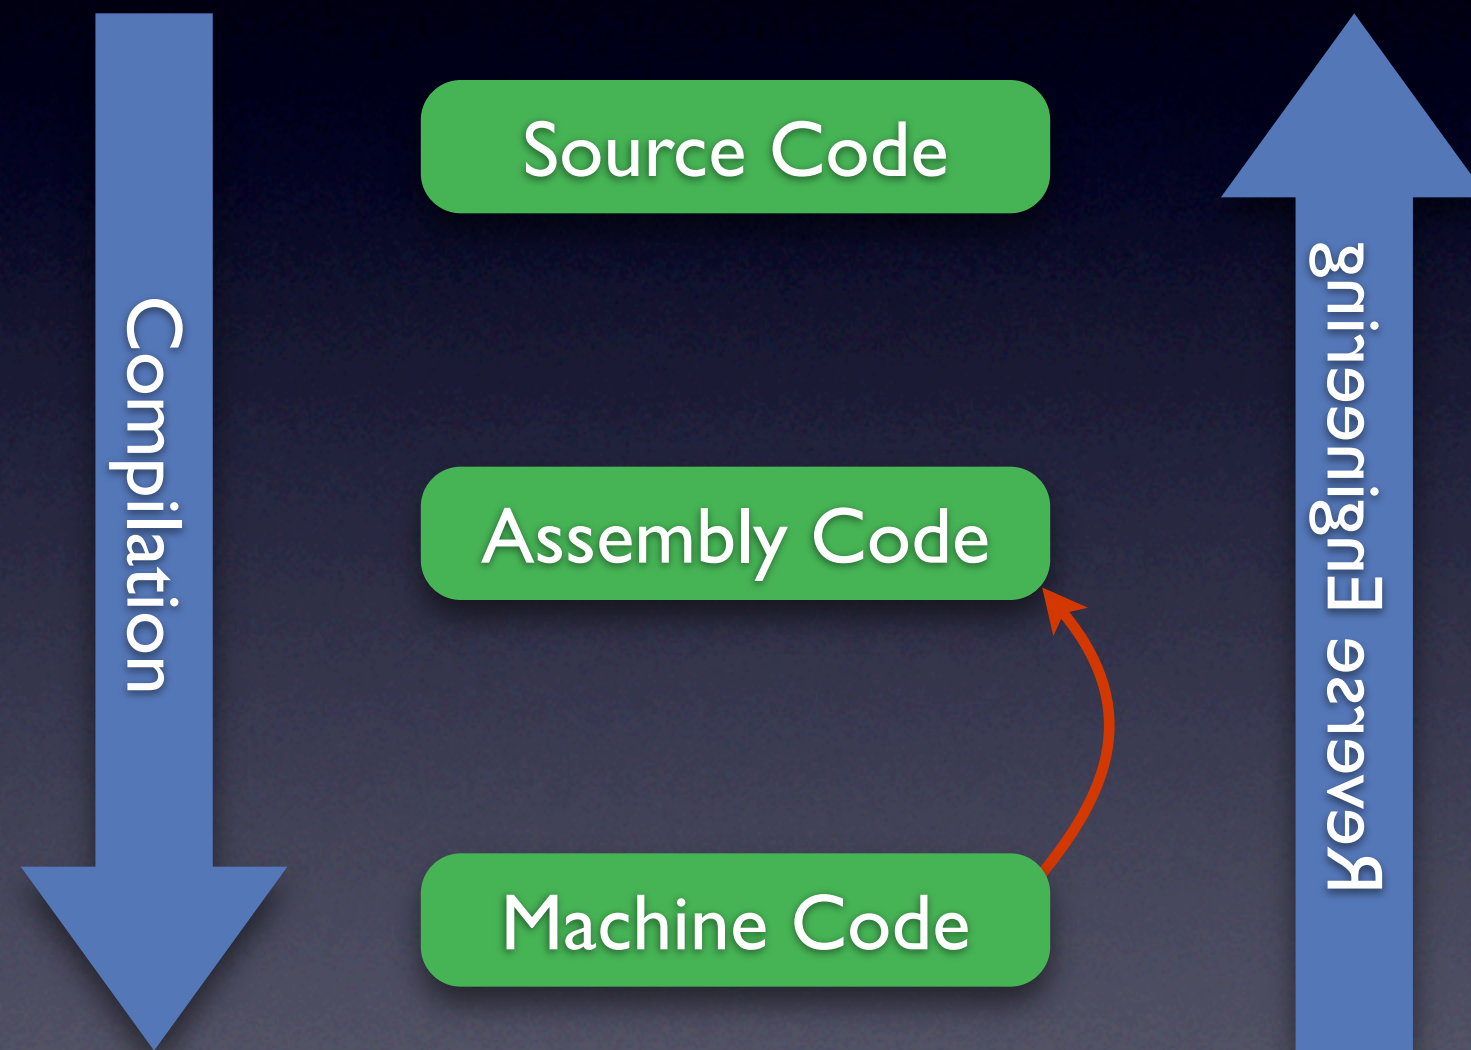 Source Code
Compilation
Reverse Engineering
Assembly Code
Machine Code